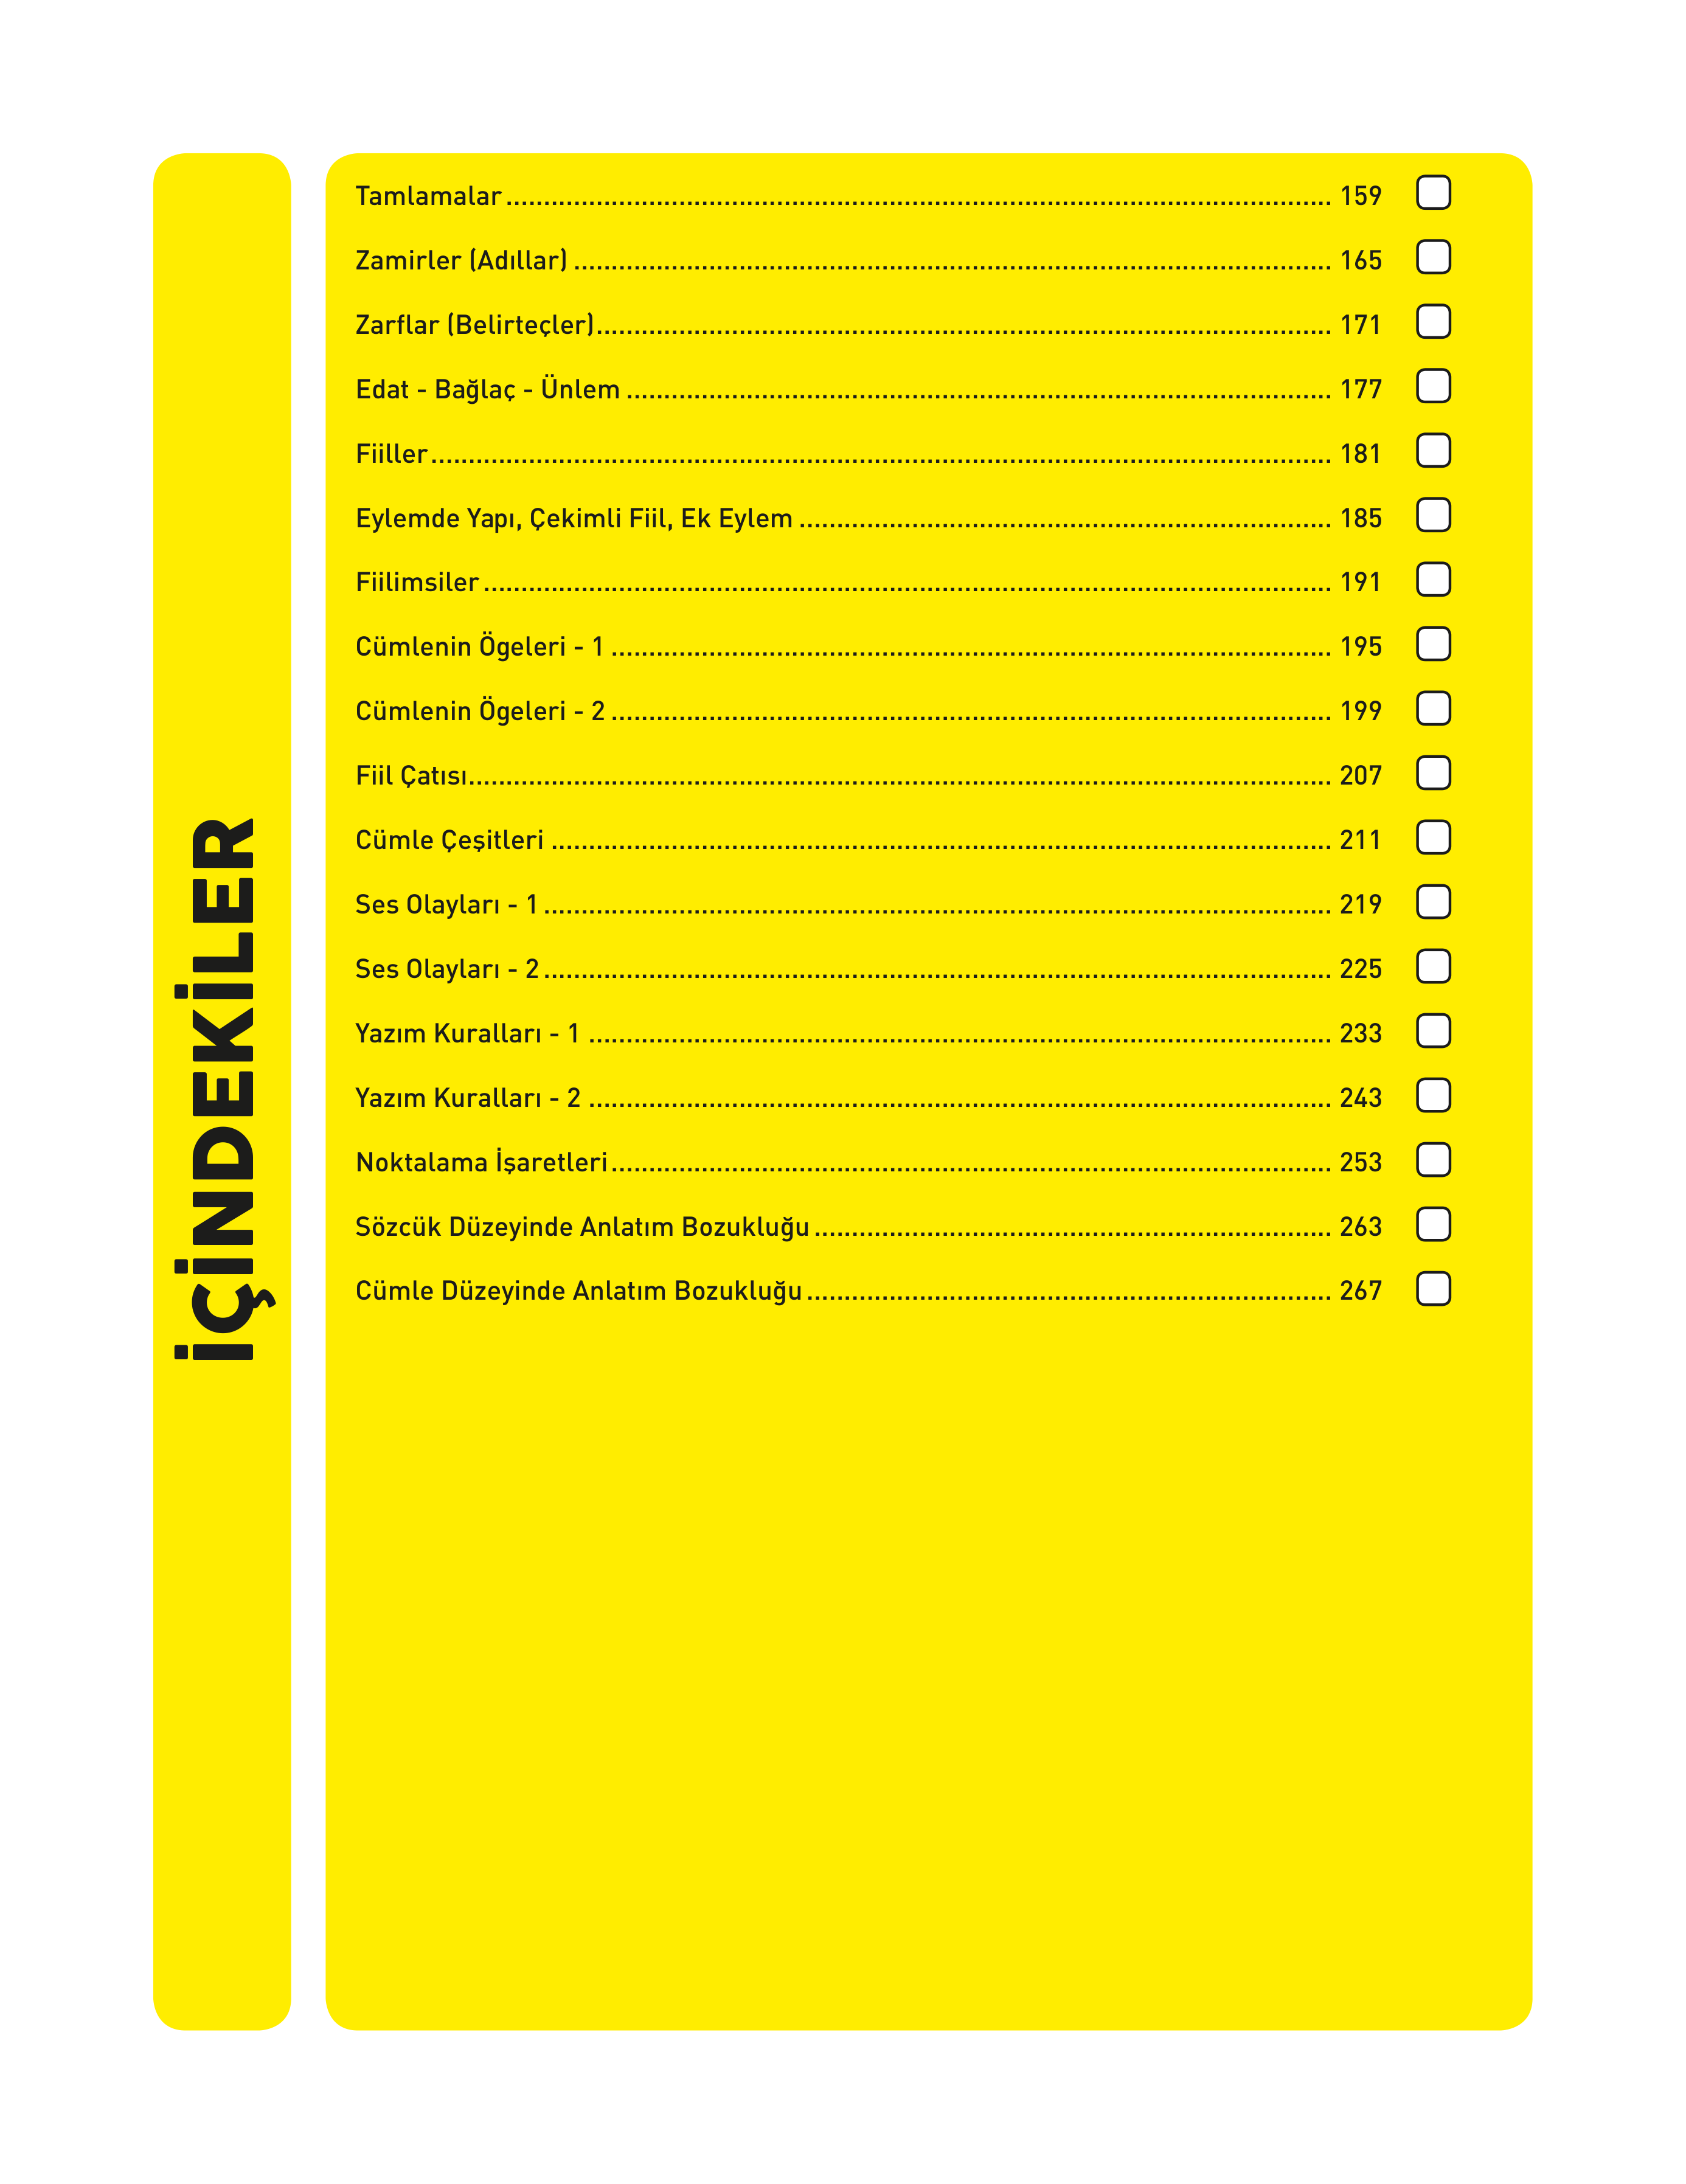 İÇİNDEKİLER
Tamlamalar ........ 159
Zamirler (Adıllar) ........ 165
Zarflar (Belirteçler) ........ 171
Edat - Bağlaç - Ünlem ........ 177
Fiiller ........ 181
Eylemde Yapı, Çekimli Fiil, Ek Eylem ........ 185
Fiilimsiler ........ 191
Cümlenin Ögeleri - 1 ........ 195
Cümlenin Ögeleri - 2 ........ 199
Fiil Çatısı ........ 207
Cümle Çeşitleri ........ 211
Ses Olayları - 1 ........ 219
Ses Olayları - 2 ........ 225
Yazım Kuralları - 1 ........ 233
Yazım Kuralları - 2 ........ 243
Noktalama İşaretleri ........ 253
Sözcük Düzeyinde Anlatım Bozukluğu ........ 263
Cümle Düzeyinde Anlatım Bozukluğu ........ 267